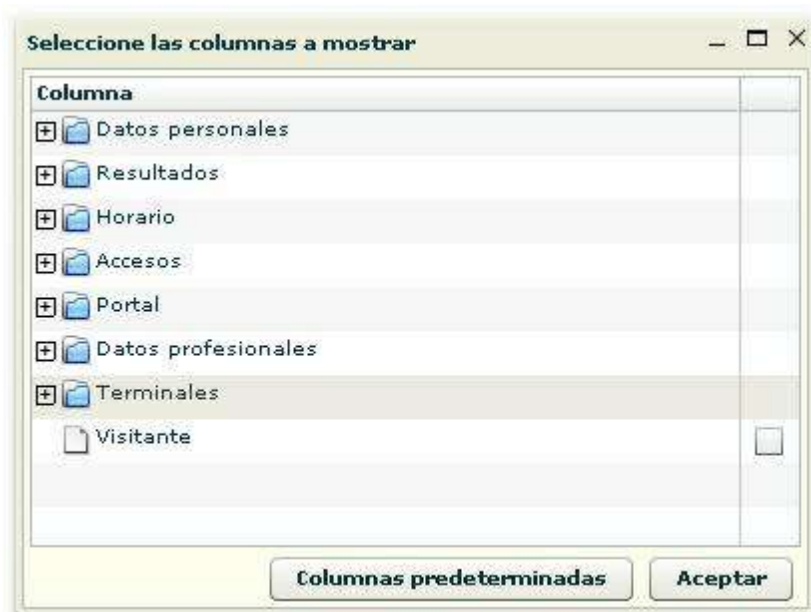 Seleccione las columnas a mostrar
Columna
Datos personales
Resultados
Horario
Accesos
Portal
Datos profesionales
Terminales
Visitante
Columnas predeterminadas Aceptar